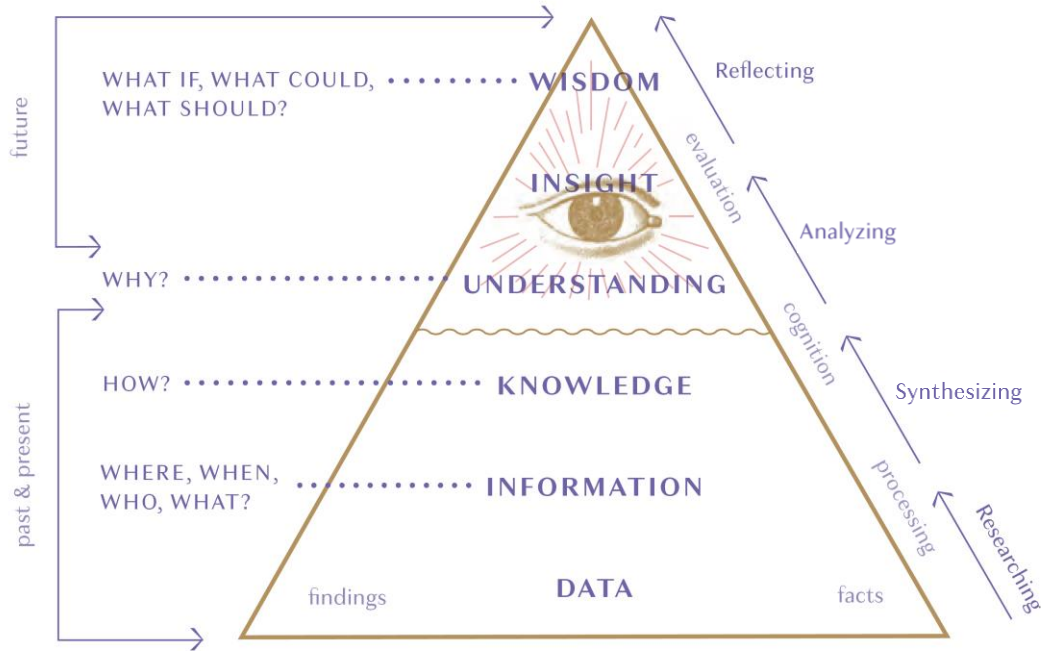 WHAT IF, WHAT COULD,
WHAT SHOULD?
WISDOM
Reflecting
future
evaluation
INSIGHT
Analyzing
WHY?
UNDERSTANDING
cognition
HOW?
KNOWLEDGE
Synthesizing
past & present
WHERE, WHEN,
WHO, WHAT?
INFORMATION
processing
Researching
findings
DATA
facts